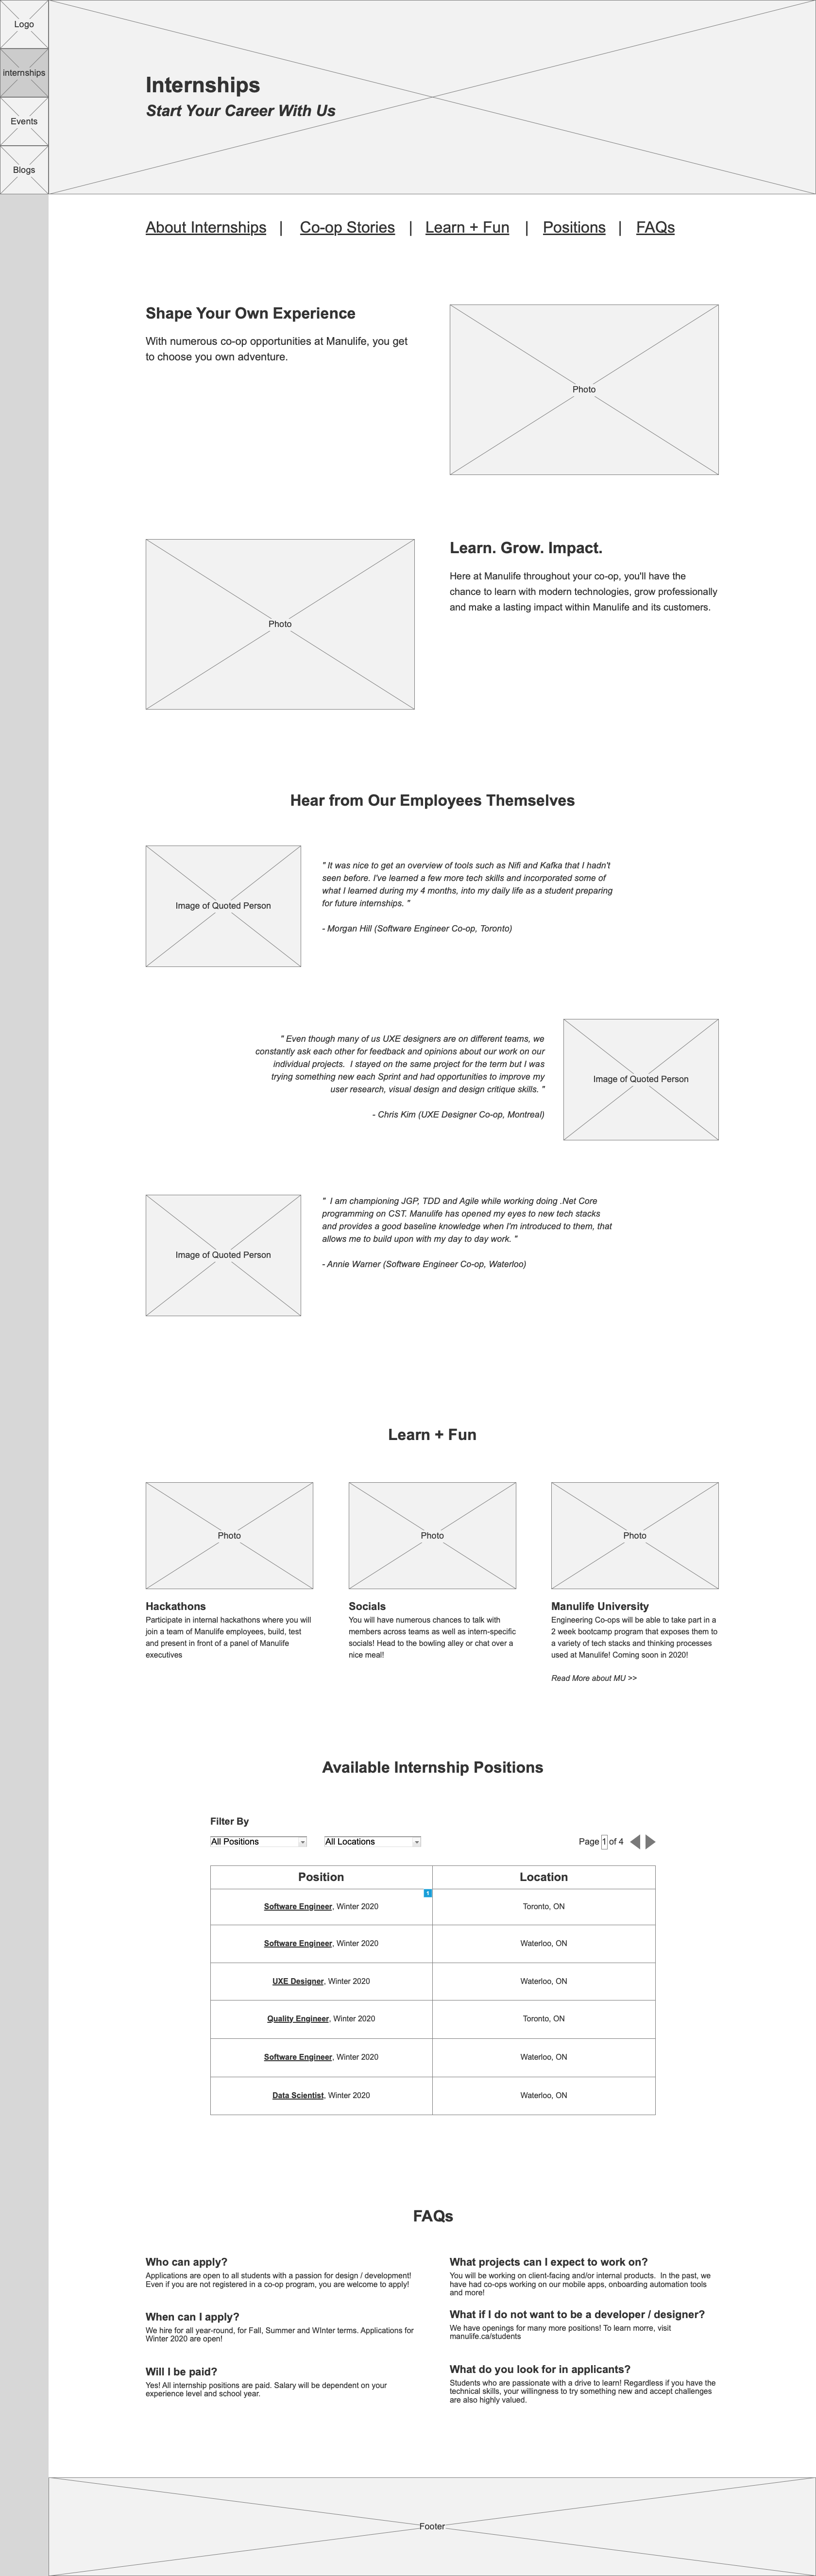 Logo
internships
Events
Blogs
Internships
Start Your Career With Us
About Internships | Co-op Stories | Learn + Fun | Positions | FAQs
Shape Your Own Experience
With numerous co-op opportunities at Manulife, you get
to choose you own adventure.
Photo
Photo
Learn. Grow. Impact.
Here at Manulife throughout your co-op, you'll have the
chance to learn with modern technologies, grow professionally
and make a lasting impact within Manulife and its customers.
Hear from Our Employees Themselves
Image of Quoted Person
" It was nice to get an overview of tools such as Nifi and Kafka that I hadn't
seen before. I've learned a few more tech skills and incorporated some of
what I learned during my 4 months, into my daily life as a student preparing
for future internships. "
- Morgan Hill (Software Engineer Co-op, Toronto)
" Even though many of us UXE designers are on different teams, we
constantly ask each other for feedback and opinions about our work on our
individual projects.  I stayed on the same project for the term but I was
trying something new each Sprint and had opportunities to improve my
user research, visual design and design critique skills. "
- Chris Kim (UXE Designer Co-op, Montreal)
Image of Quoted Person
Image of Quoted Person
"  I am championing JGP, TDD and Agile while working doing .Net Core
programming on CST. Manulife has opened my eyes to new tech stacks
and provides a good baseline knowledge when I'm introduced to them, that
allows me to build upon with my day to day work. "
- Annie Warner (Software Engineer Co-op, Waterloo)
Learn + Fun
Photo
Hackathons
Participate in internal hackathons where you will
join a team of Manulife employees, build, test
and present in front of a panel of Manulife
executives
Photo
Socials
You will have numerous chances to talk with
members across teams as well as intern-specific
socials! Head to the bowling alley or chat over a
nice meal!
Photo
Manulife University
Engineering Co-ops will be able to take part in a
2 week bootcamp program that exposes them to
a variety of tech stacks and thinking processes
used at Manulife! Coming soon in 2020!
Read More about MU >>
Available Internship Positions
Filter By
All Positions
All Locations
Page 1 of 4
Position Location
1
Software Engineer, Winter 2020 Toronto, ON
Software Engineer, Winter 2020 Waterloo, ON
UXE Designer, Winter 2020 Waterloo, ON
Quality Engineer, Winter 2020 Toronto, ON
Software Engineer, Winter 2020 Waterloo, ON
Data Scientist, Winter 2020 Waterloo, ON
FAQs
Who can apply?
Applications are open to all students with a passion for design / development!
Even if you are not registered in a co-op program, you are welcome to apply!
When can I apply?
We hire for all year-round, for Fall, Summer and WInter terms. Applications for
Winter 2020 are open!
Will I be paid?
Yes! All internship positions are paid. Salary will be dependent on your
experience level and school year.
What projects can I expect to work on?
You will be working on client-facing and/or internal products.  In the past, we
have had co-ops working on our mobile apps, onboarding automation tools
and more!
What if I do not want to be a developer / designer?
We have openings for many more positions! To learn morre, visit
manulife.ca/students
What do you look for in applicants?
Students who are passionate with a drive to learn! Regardless if you have the
technical skills, your willingness to try something new and accept challenges
are also highly valued.
Footer